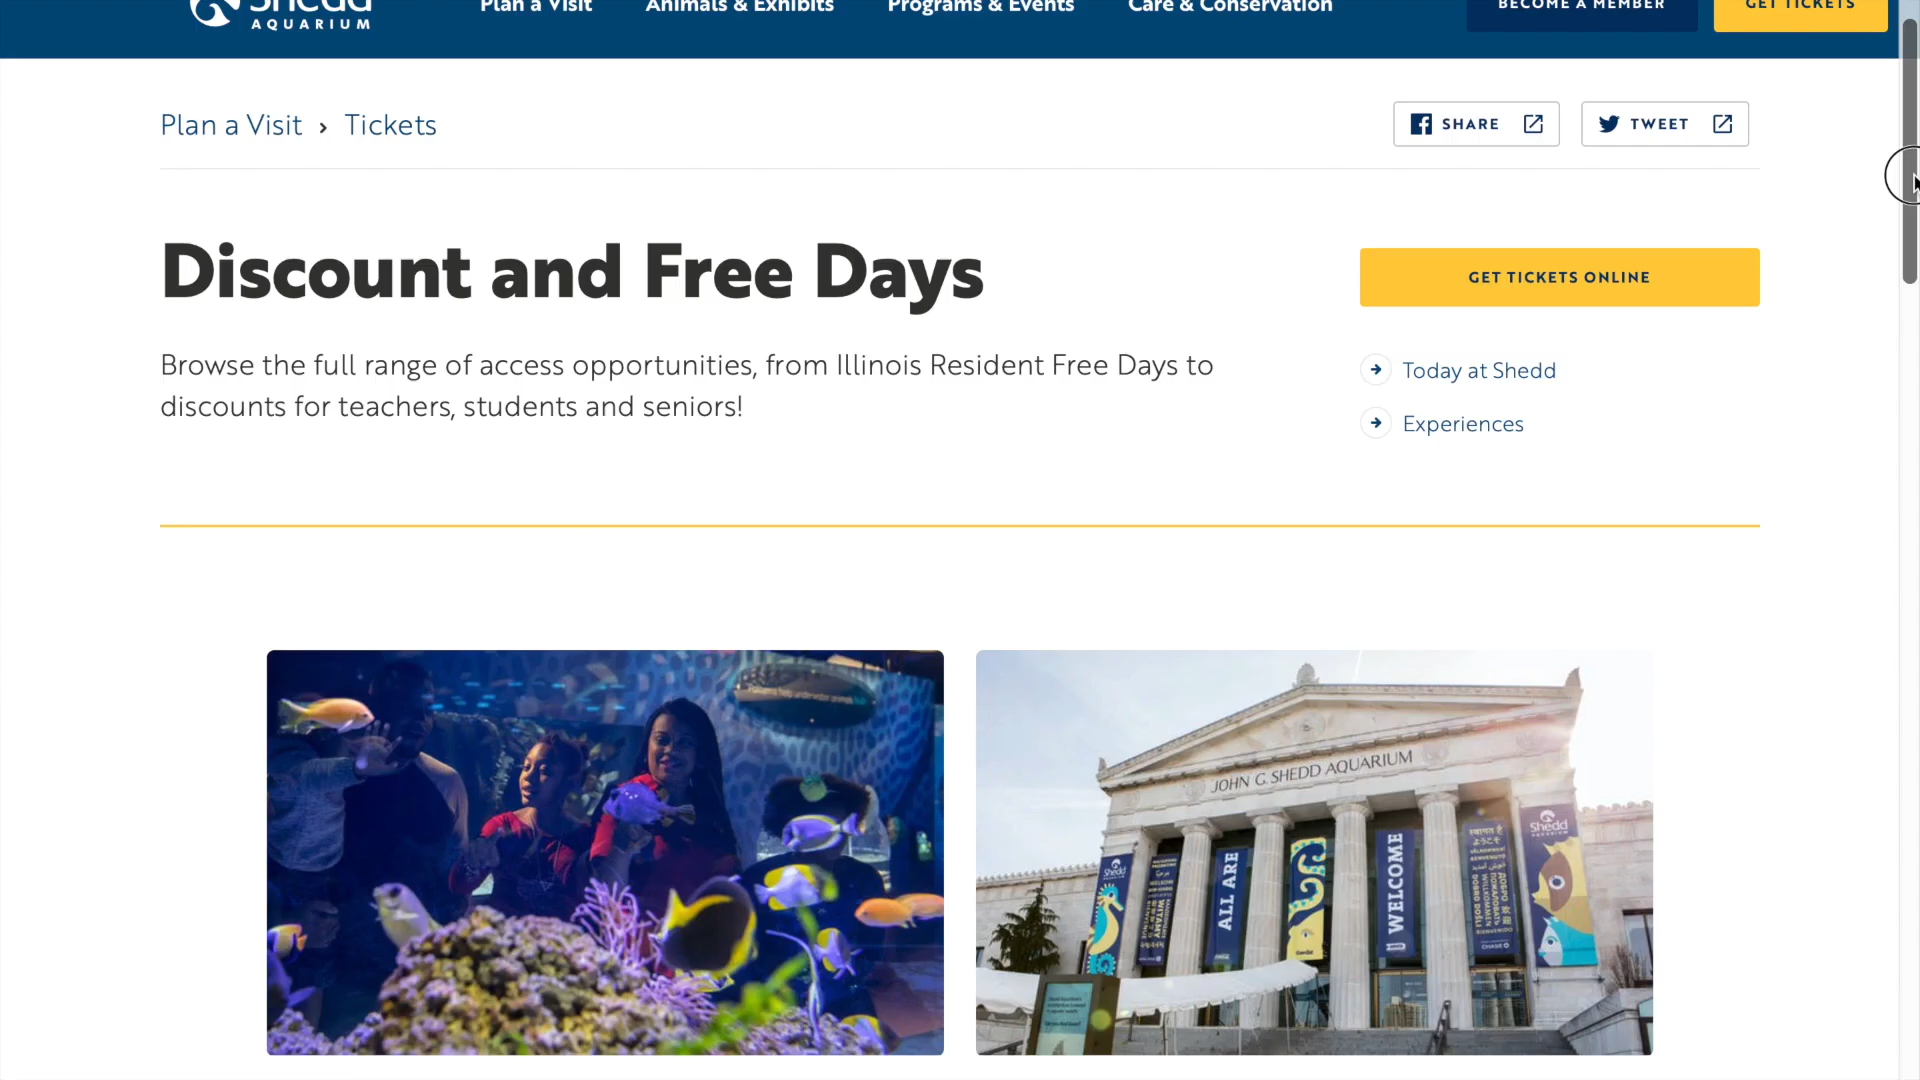 Shedd
AQUARIUM
Plan a Visit
Animals & Exhibits
Programs & Events
Care & Conservation
BECOME A MEMBER
GET TICKETS
Plan a Visit › Tickets
SHARE
TWEET
Discount and Free Days
GET TICKETS ONLINE
Browse the full range of access opportunities, from Illinois Resident Free Days to
discounts for teachers, students and seniors!
Today at Shedd
Experiences
JOHN G. SHEDD AQUARIUM
Shedd
ALL ARE
WELCOME
Shedd